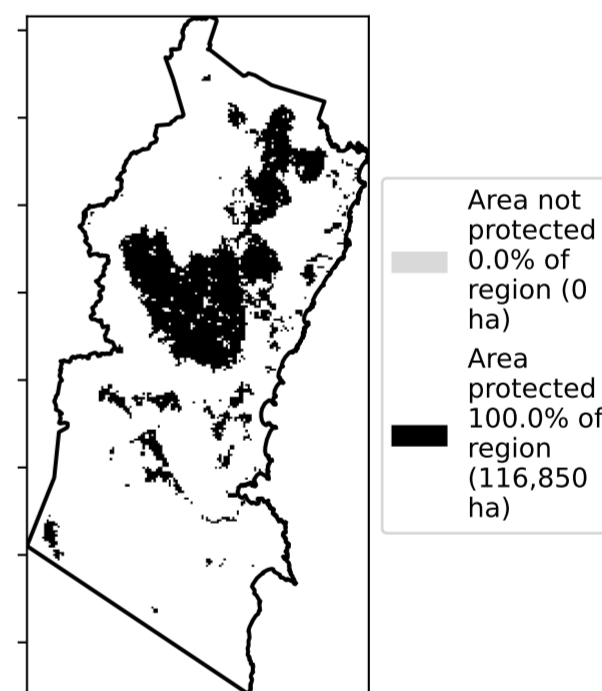 Area not
protected
0.0% of
region (0
ha)
Area
protected
100.0% of
region
(116,850
ha)